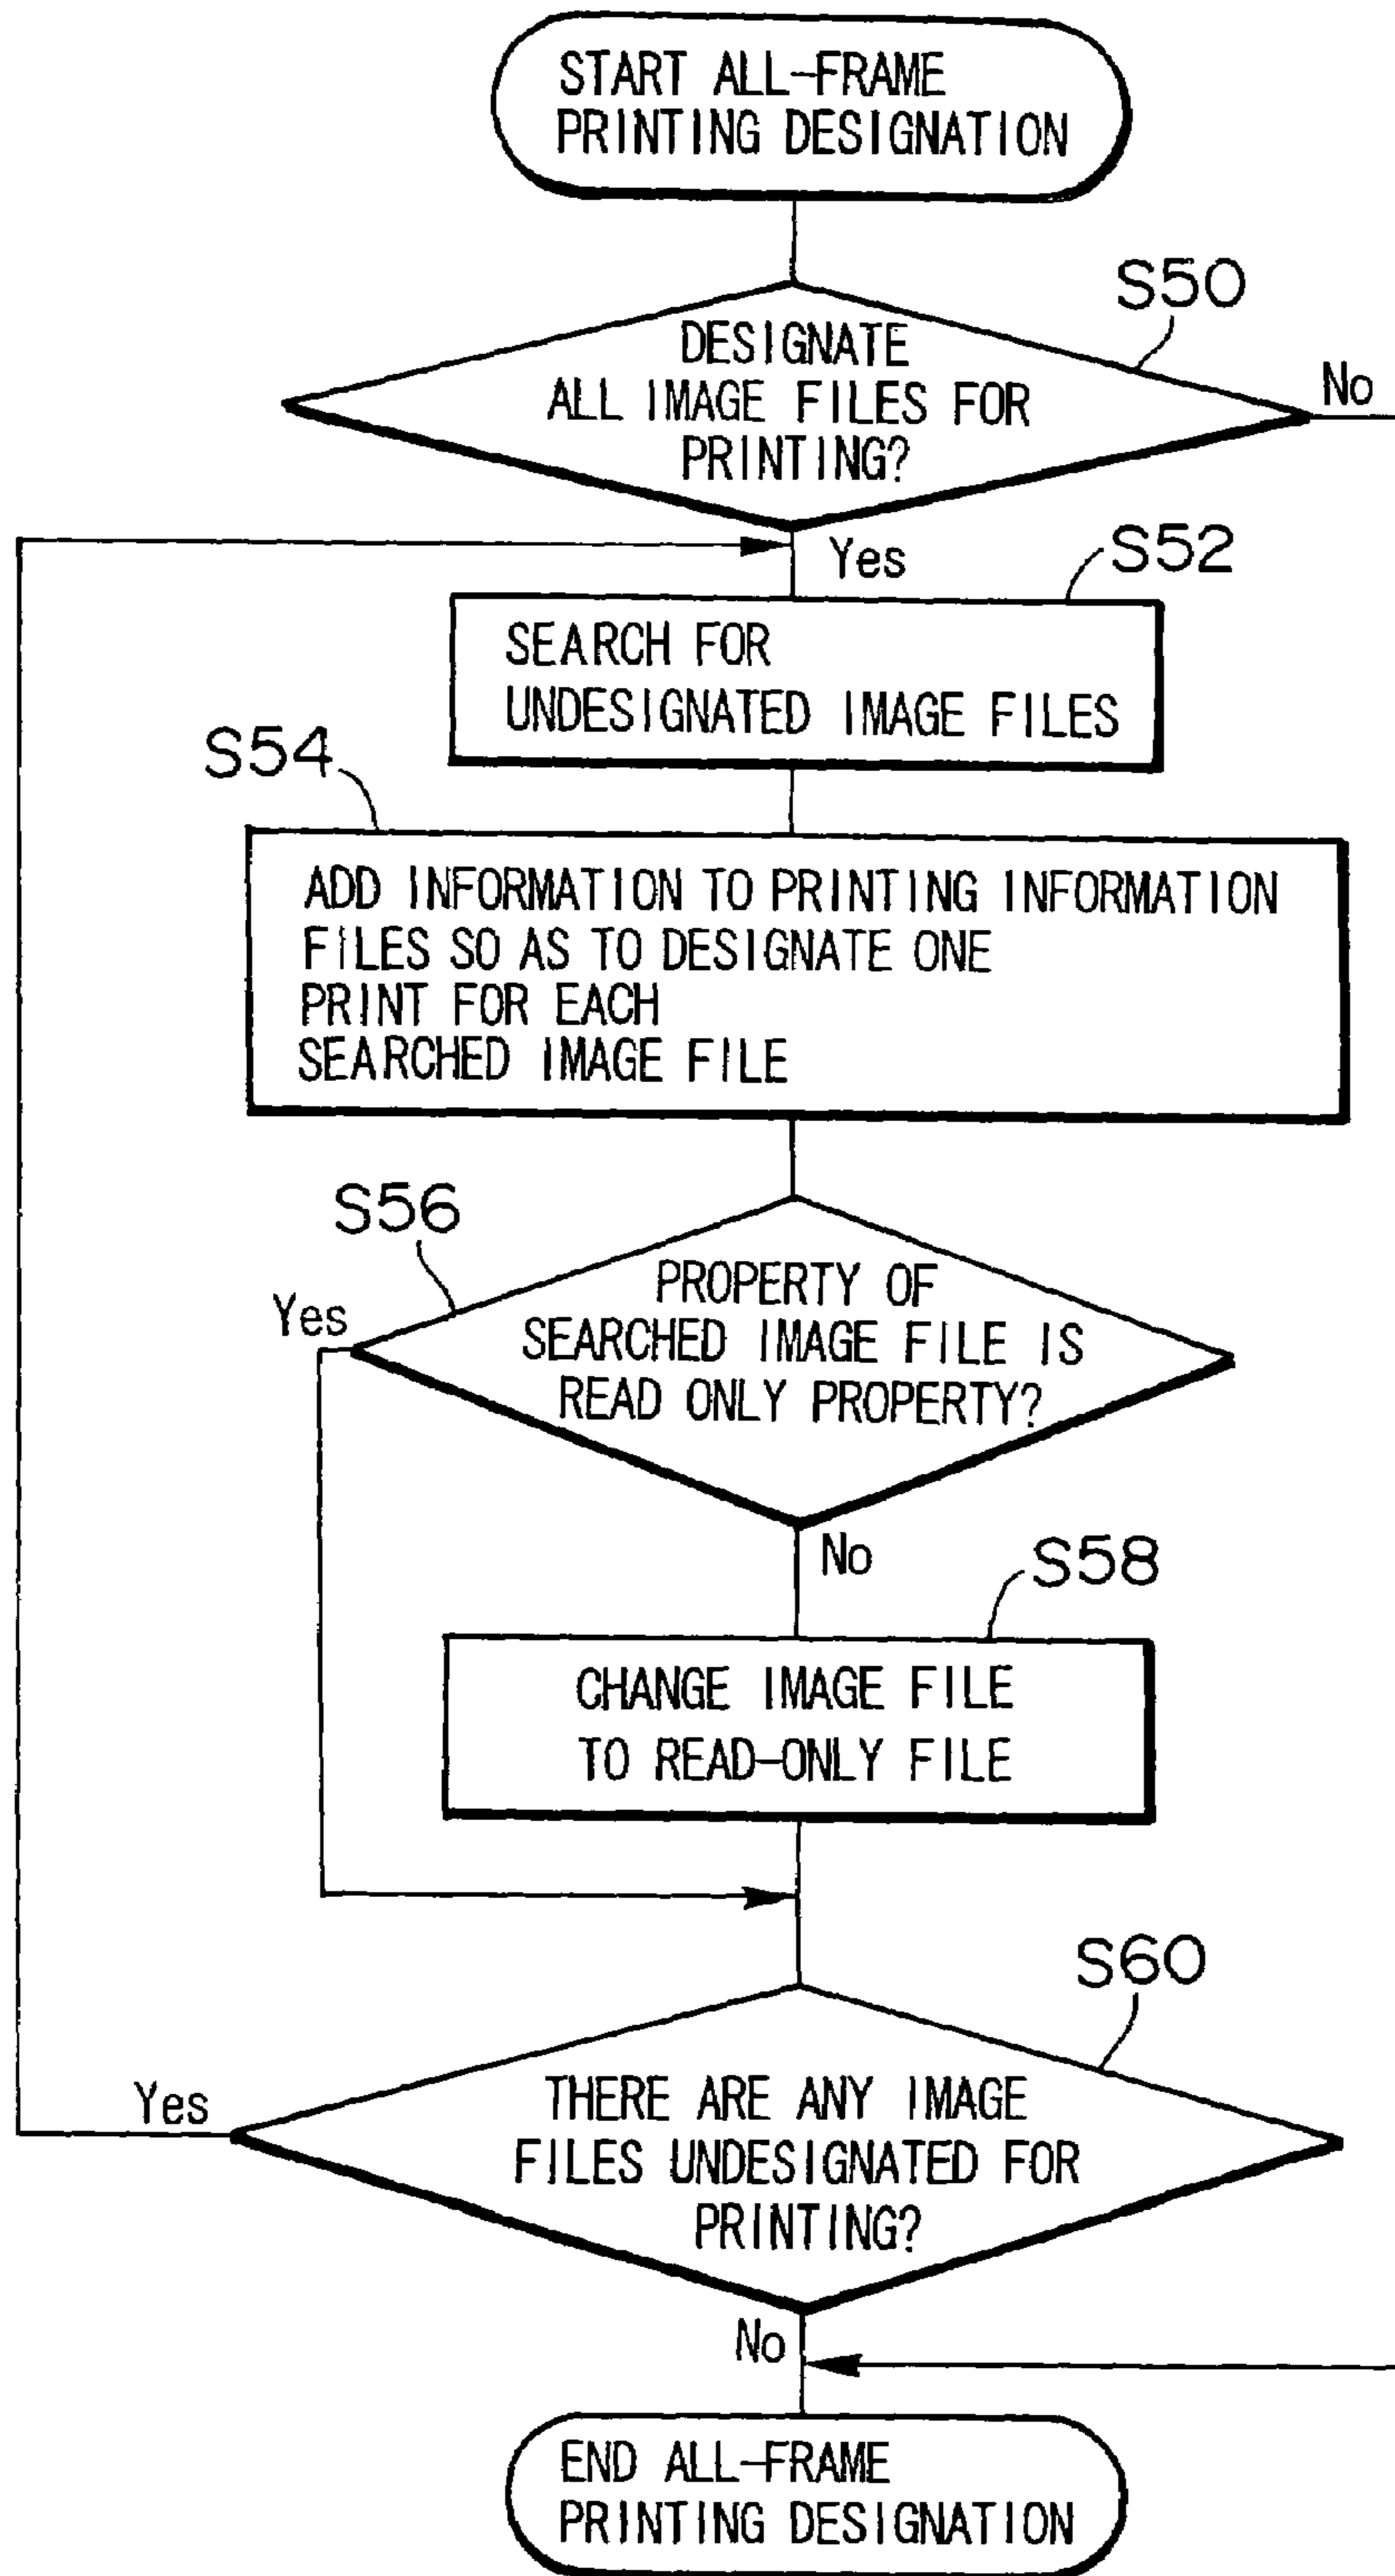 START ALL-FRAME
PRINTING DESIGNATION
S50
DESIGNATE
ALL IMAGE FILES FOR
PRINTING?
No
Yes
S52
SEARCH FOR
UNDESIGNATED IMAGE FILES
S54
ADD INFORMATION TO PRINTING INFORMATION
FILES SO AS TO DESIGNATE ONE
PRINT FOR EACH
SEARCHED IMAGE FILE
S56
Yes
PROPERTY OF
SEARCHED IMAGE FILE IS
READ ONLY PROPERTY?
No
S58
CHANGE IMAGE FILE
TO READ-ONLY FILE
S60
Yes
THERE ARE ANY IMAGE
FILES UNDESIGNATED FOR
PRINTING?
No
END ALL-FRAME
PRINTING DESIGNATION